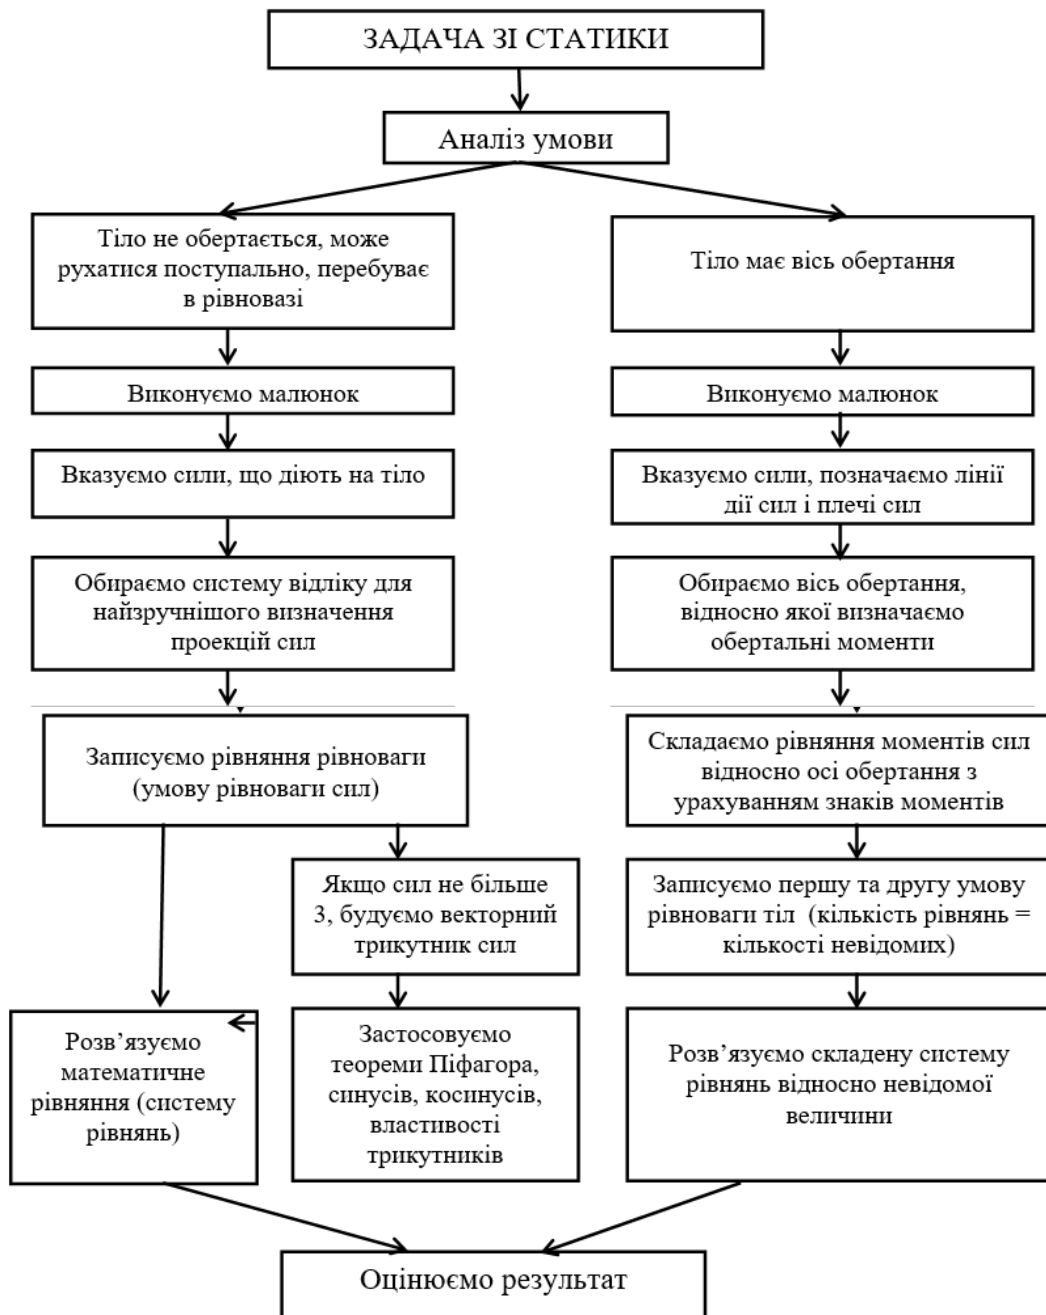 ЗАДАЧА ЗІ СТАТИКИ
Аналіз умови
Тіло не обертається, може
рухатися поступально, перебуває
в рівновазі
Виконуємо малюнок
Вказуємо сили, що діють на тіло
Обираємо систему відліку для
найзручнішого визначення
проекцій сил
Записуємо рівняння рівноваги
(умову рівноваги сил)
Якщо сил не більше
3, будуємо векторний
трикутник сил
Розв’язуємо
математичне
рівняння (систему
рівнянь)
Застосовуємо
теореми Піфагора,
синусів, косинусів,
властивості
трикутників
Тіло має вісь обертання
Виконуємо малюнок
Вказуємо сили, позначаємо лінії
дії сил і плечі сил
Обираємо вісь обертання,
відносно якої визначаємо
обертальні моменти
Складаємо рівняння моментів сил
відносно осі обертання з
урахуванням знаків моментів
Записуємо першу та другу умову
рівноваги тіл (кількість рівнянь =
кількості невідомих)
Розв’язуємо складену систему
рівнянь відносно невідомої
величини
Оцінюємо результат